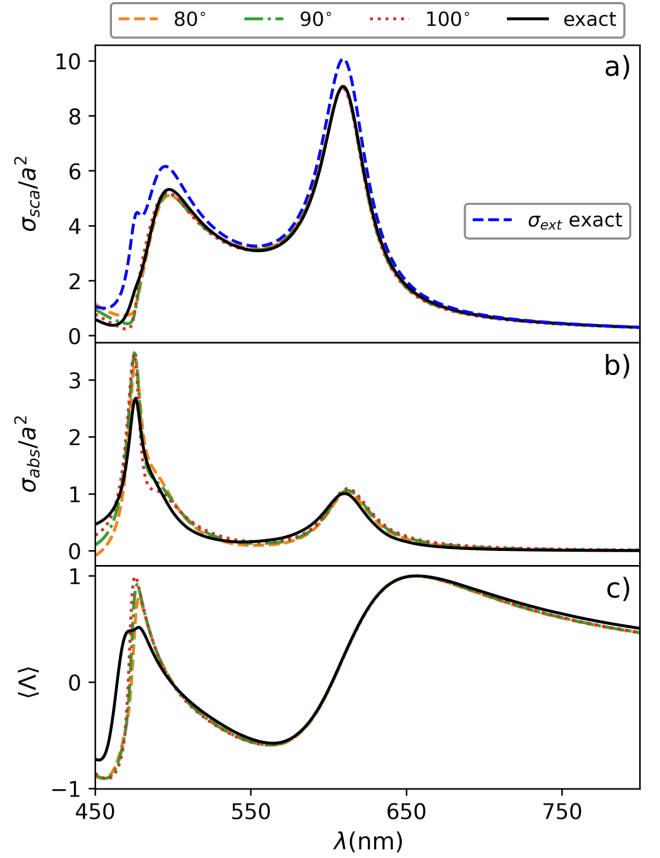 80° 90° 100° exact
a)
10
8
6
4
2
0
σsca/a²
σext exact
b)
3
2
1
0
σabs/a²
c)
1
0
−1
⟨Λ⟩
450 550 650 750
λ(nm)